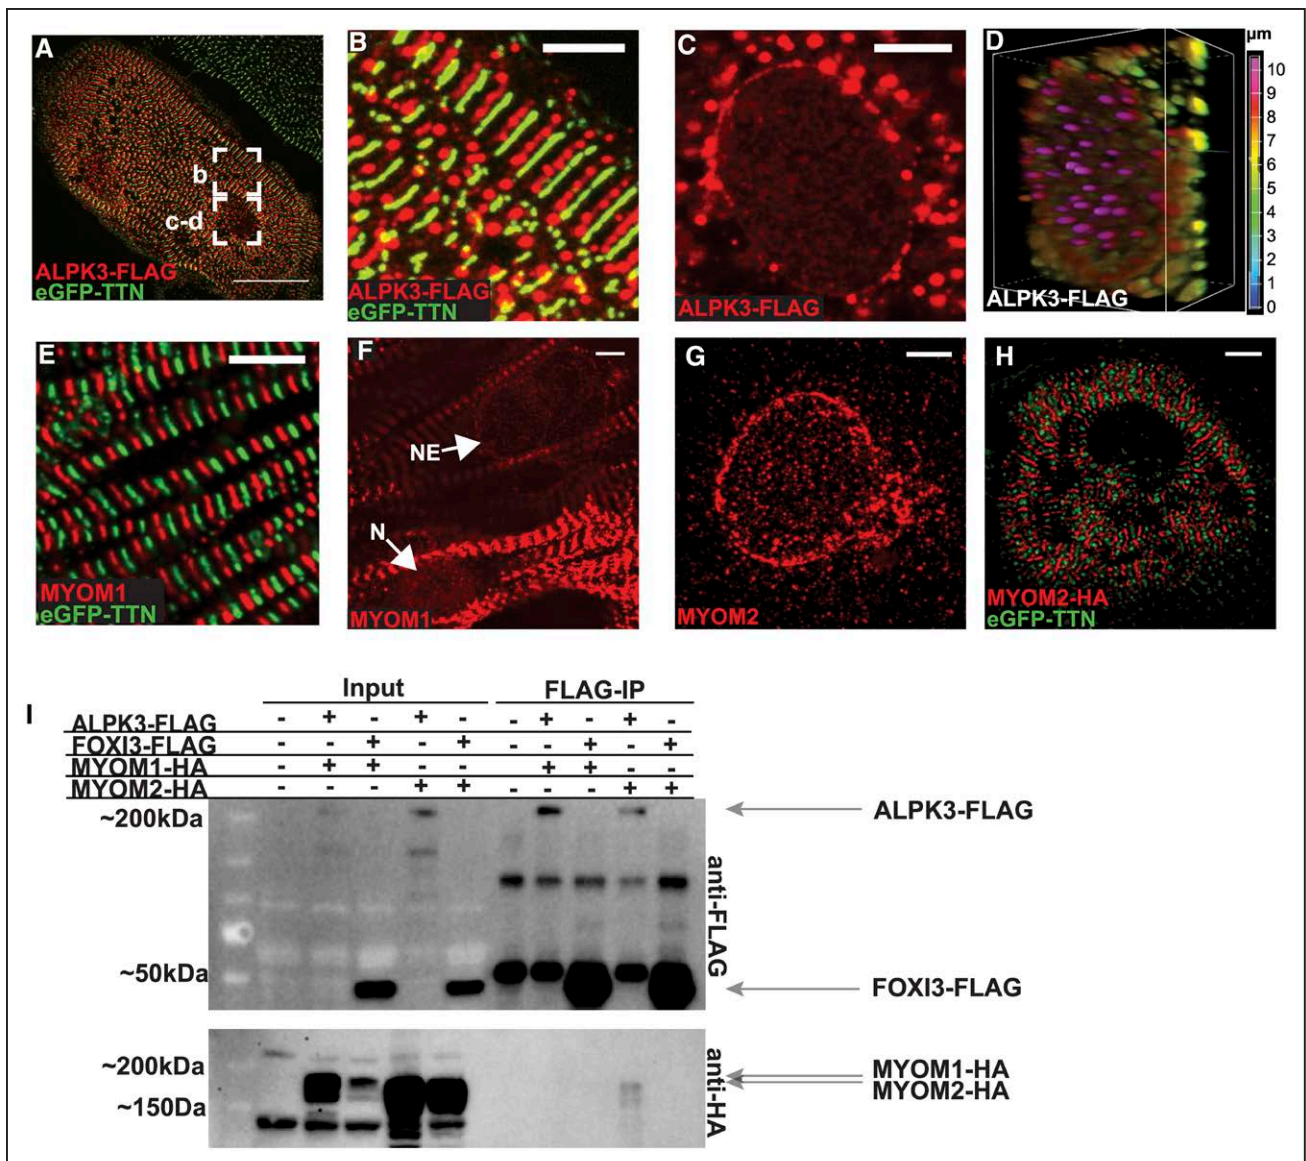 A
b
c-d
ALPK3-FLAG
eGFP-TTN
B
ALPK3-FLAG
eGFP-TTN
C
ALPK3-FLAG
D
µm
10
9
8
7
6
5
4
3
2
1
0
ALPK3-FLAG
E
MYOM1
eGFP-TTN
F
NE
N
MYOM1
G
MYOM2
H
MYOM2-HA
eGFP-TTN
I
Input FLAG-IP
ALPK3-FLAG - + - + - - + - + -
FOXI3-FLAG - - + - + - - + - +
MYOM1-HA - + + - - - + + - -
MYOM2-HA - - - + + - - - + +
~200kDa
~50kDa
anti-FLAG
ALPK3-FLAG
FOXI3-FLAG
~200kDa
~150Da
anti-HA
MYOM1-HA
MYOM2-HA